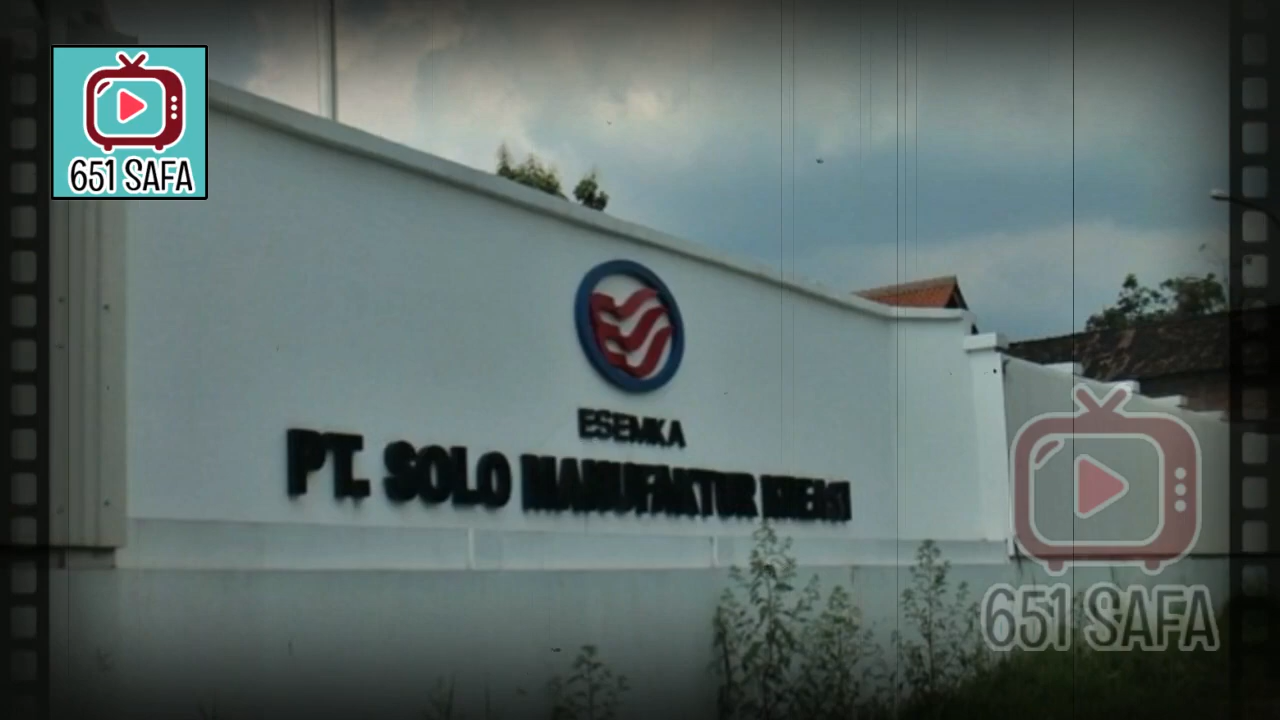 651 SAFA
ESEMKA
PT. SOLO MANUFAKTUR KREASI
651 SAFA